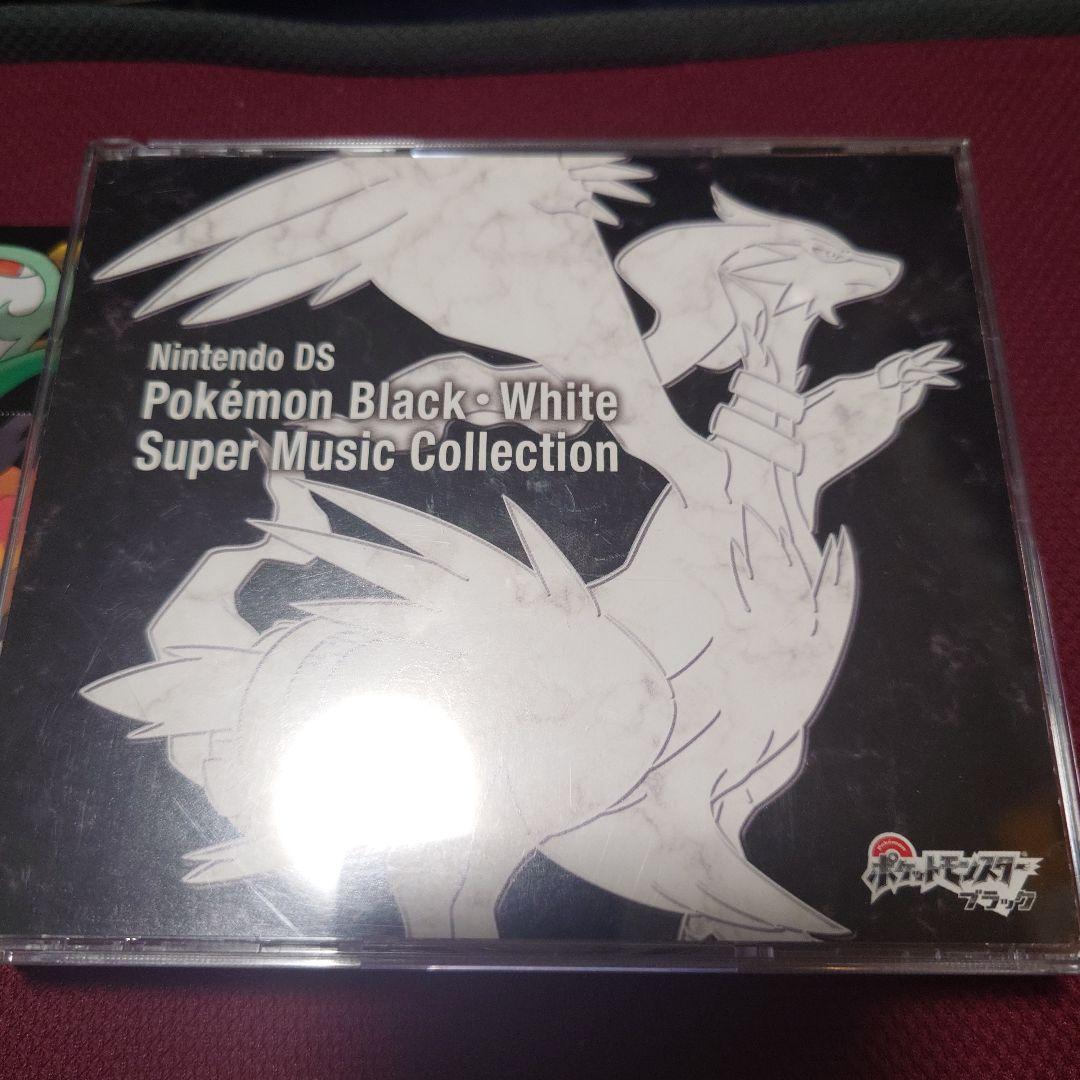 Nintendo DS
Pokémon Black・White
Super Music Collection
Pokémon
ポケットモンスター
ブラック